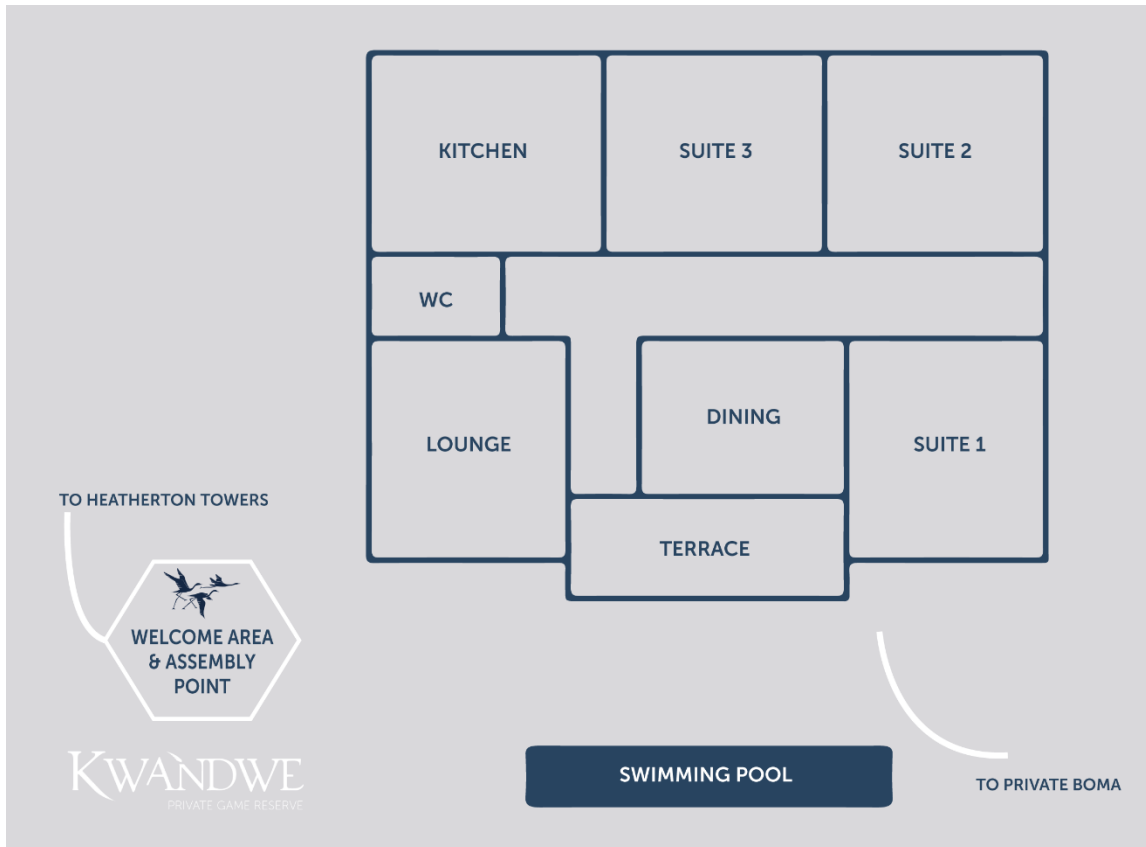 KITCHEN
SUITE 3
SUITE 2
WC
LOUNGE
DINING
SUITE 1
TERRACE
TO HEATHERTON TOWERS
WELCOME AREA
& ASSEMBLY
POINT
KWANDWE
PRIVATE GAME RESERVE
SWIMMING POOL
TO PRIVATE BOMA